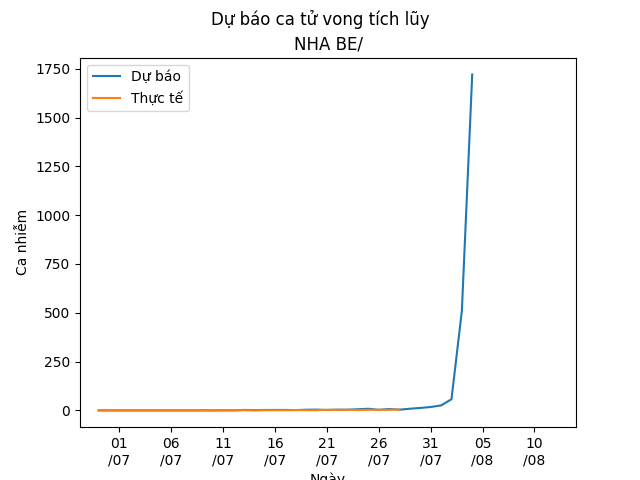 Dự báo ca tử vong tích lũy
NHA BE/
Dự báo
Thực tế
1750
1500
1250
1000
750
500
250
0
Ca nhiễm
01 06 11 16 21 26 31 05 10
/07 /07 /07 /07 /07 /07 /07 /08 /08
Ngày